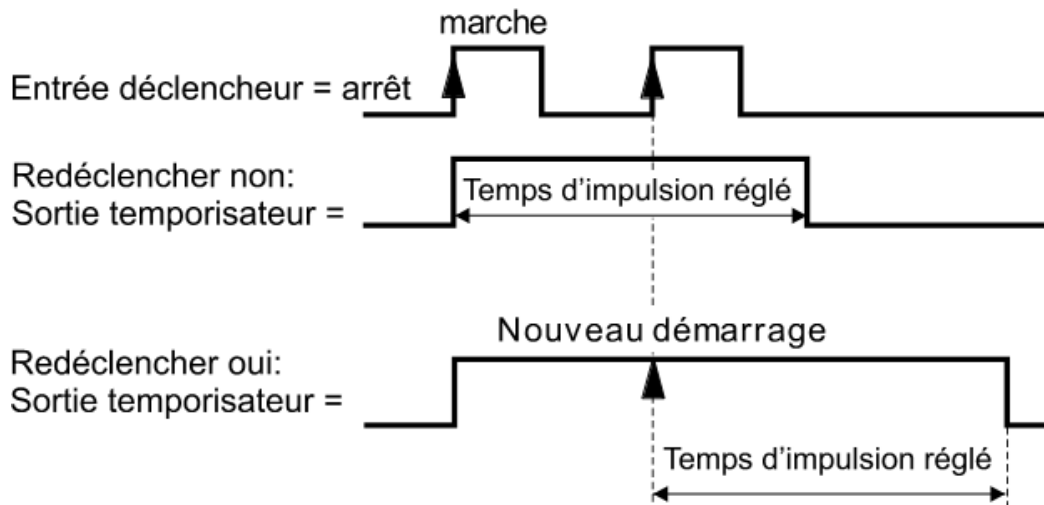 marche
Entrée déclencheur = arrêt
Redéclencher non:
Sortie temporisateur =
Temps d'impulsion réglé
Nouveau démarrage
Redéclencher oui:
Sortie temporisateur =
Temps d'impulsion réglé